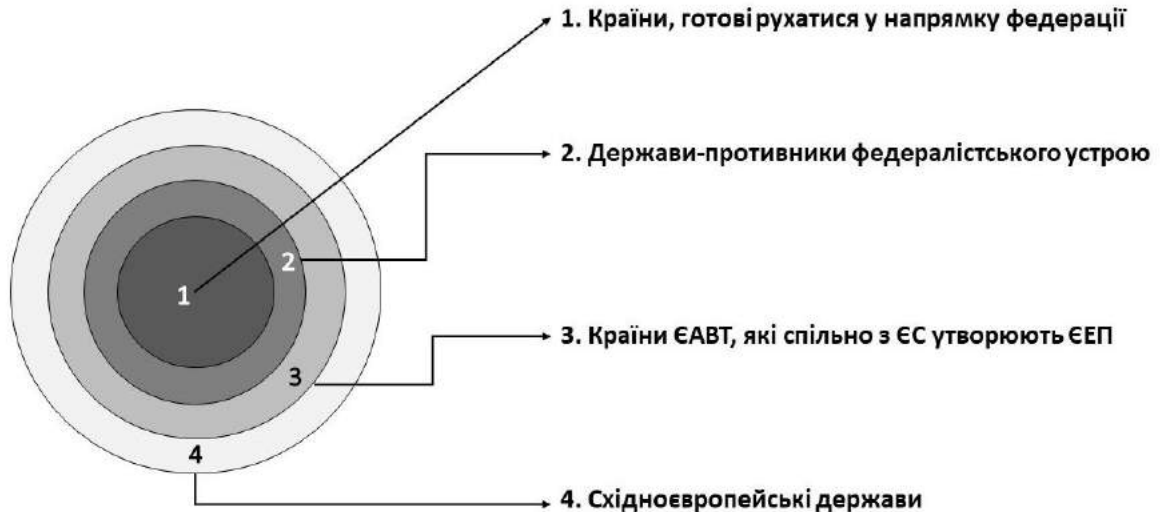 1. Країни, готові рухатися у напрямку федерації
2. Держави-противники федералістського устрою
2
1
3. Країни ЄАВТ, які спільно з ЄС утворюють ЄЕП
3
4
4. Східноєвропейські держави